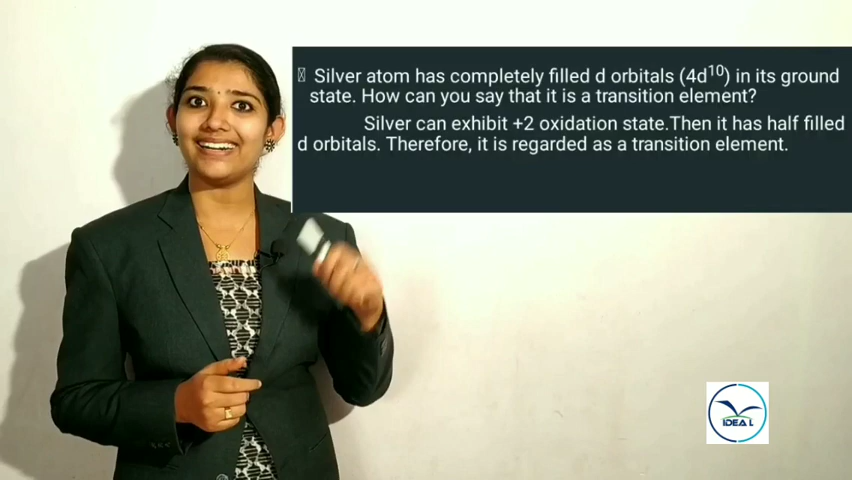 Silver atom has completely filled d orbitals (4d¹⁰) in its ground
state. How can you say that it is a transition element?
Silver can exhibit +2 oxidation state.Then it has half filled
d orbitals. Therefore, it is regarded as a transition element.
IDEAL